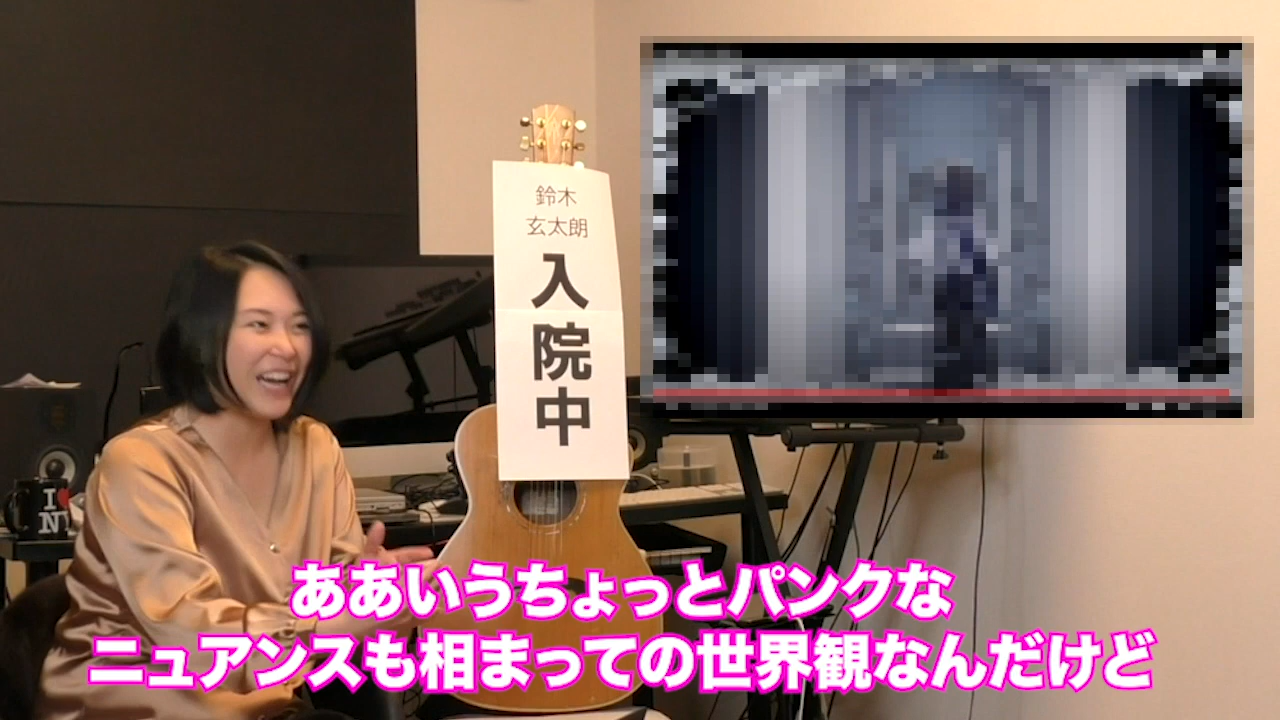 鈴木
玄太朗
入
院
中
I
NY
ああいうちょっとパンクな
ニュアンスも相まっての世界観なんだけど